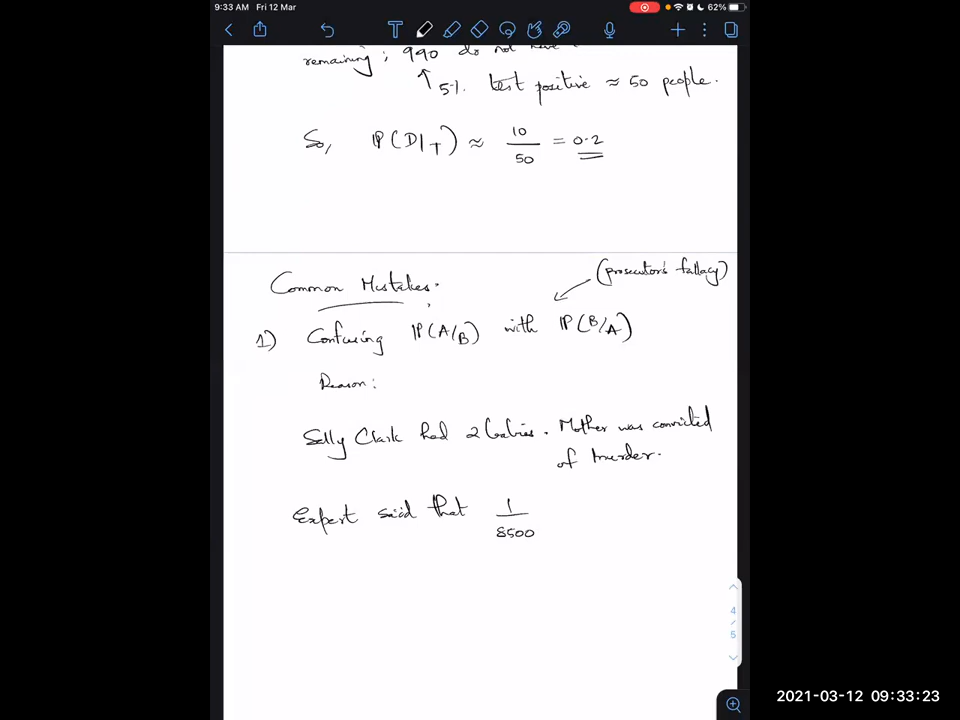 9:33 AM Fri 12 Mar
62%
remaining; 990 do not have
5% test positive ≈ 50 people.
So, P(D|T) ≈ 10/50 = 0.2
(prosecutor's fallacy)
Common Mistakes.
1) Confusing P(A/B) with P(B/A)
Reason:
Sally Clark had 2 babies. Mother was convicted
of murder.
Expert said that 1/8500
4
/
5
2021-03-12 09:33:23